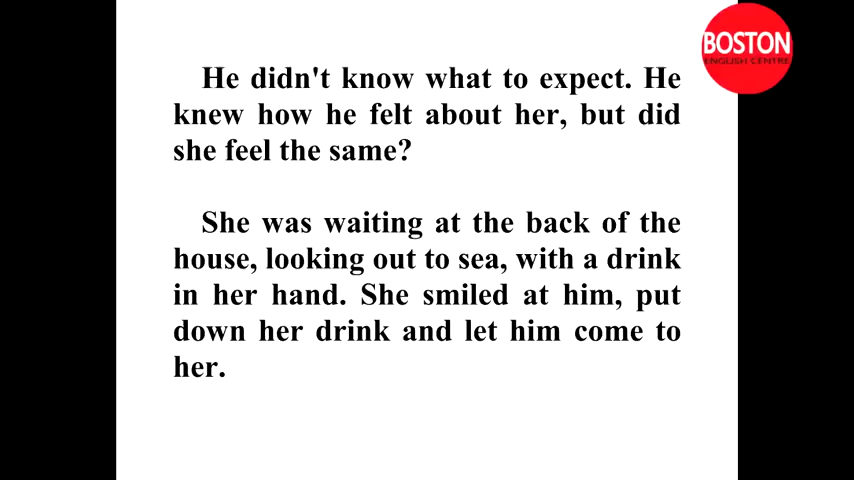 BOSTON
ENGLISH CENTRE
He didn't know what to expect. He
knew how he felt about her, but did
she feel the same?
She was waiting at the back of the
house, looking out to sea, with a drink
in her hand. She smiled at him, put
down her drink and let him come to
her.